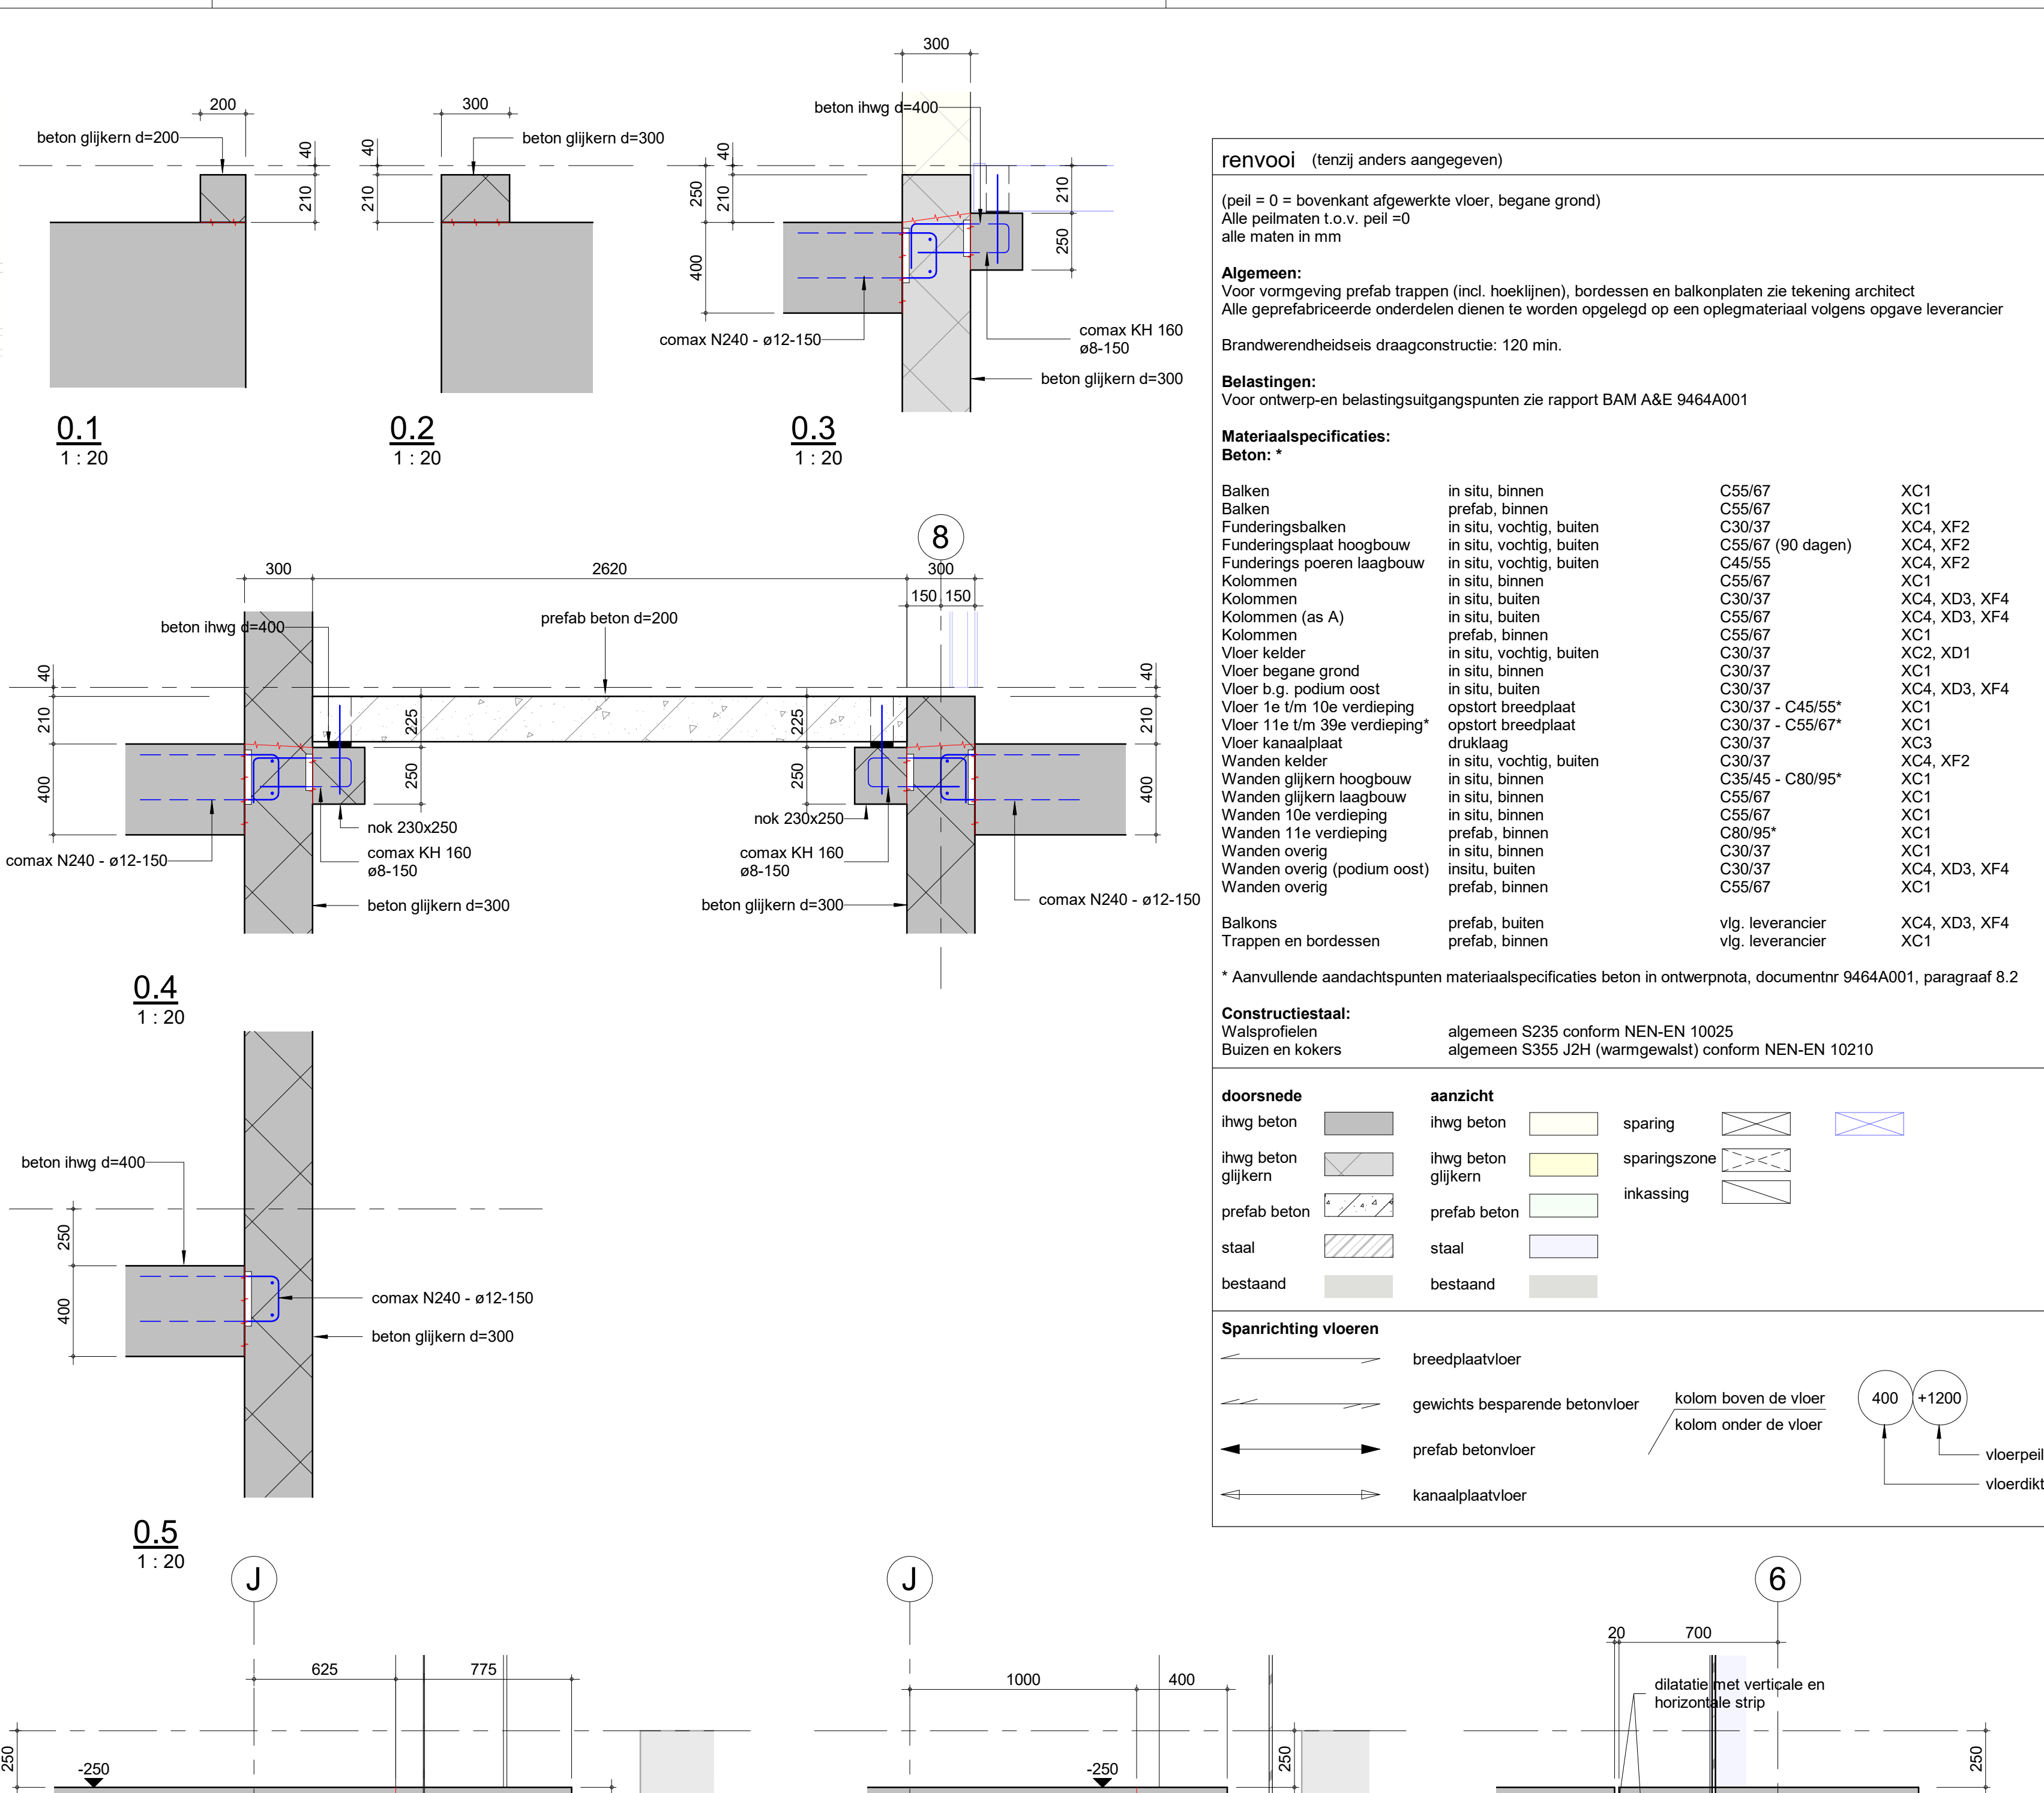 200
beton glijkern d=200
40
210
0.1
1 : 20
300
beton glijkern d=300
40
210
0.2
1 : 20
300
beton ihwg d=400
40
250
210
400
210
250
comax N240 - ø12-150
comax KH 160
ø8-150
beton glijkern d=300
0.3
1 : 20
8
300
2620
300
150
150
beton ihwg d=400
prefab beton d=200
40
210
400
225
250
225
250
40
210
400
nok 230x250
comax KH 160
ø8-150
comax N240 - ø12-150
beton glijkern d=300
nok 230x250
comax KH 160
ø8-150
beton glijkern d=300
comax N240 - ø12-150
0.4
1 : 20
beton ihwg d=400
250
400
comax N240 - ø12-150
beton glijkern d=300
0.5
1 : 20
renvooi (tenzij anders aangegeven)
(peil = 0 = bovenkant afgewerkte vloer, begane grond)
Alle peilmaten t.o.v. peil =0
alle maten in mm
Algemeen:
Voor vormgeving prefab trappen (incl. hoeklijnen), bordessen en balkonplaten zie tekening architect
Alle geprefabriceerde onderdelen dienen te worden opgelegd op een oplegmateriaal volgens opgave leverancier
Brandwerendheidseis draagconstructie: 120 min.
Belastingen:
Voor ontwerp-en belastingsuitgangspunten zie rapport BAM A&E 9464A001
Materiaalspecificaties:
Beton: *
Balken in situ, binnen C55/67 XC1
Balken prefab, binnen C55/67 XC1
Funderingsbalken in situ, vochtig, buiten C30/37 XC4, XF2
Funderingsplaat hoogbouw in situ, vochtig, buiten C55/67 (90 dagen) XC4, XF2
Funderings poeren laagbouw in situ, vochtig, buiten C45/55 XC4, XF2
Kolommen in situ, binnen C55/67 XC1
Kolommen in situ, buiten C30/37 XC4, XD3, XF4
Kolommen (as A) in situ, buiten C55/67 XC4, XD3, XF4
Kolommen prefab, binnen C55/67 XC1
Vloer kelder in situ, vochtig, buiten C30/37 XC2, XD1
Vloer begane grond in situ, binnen C30/37 XC1
Vloer b.g. podium oost in situ, buiten C30/37 XC4, XD3, XF4
Vloer 1e t/m 10e verdieping opstort breedplaat C30/37 - C45/55* XC1
Vloer 11e t/m 39e verdieping* opstort breedplaat C30/37 - C55/67* XC1
Vloer kanaalplaat druklaag C30/37 XC3
Wanden kelder in situ, vochtig, buiten C30/37 XC4, XF2
Wanden glijkern hoogbouw in situ, binnen C35/45 - C80/95* XC1
Wanden glijkern laagbouw in situ, binnen C55/67 XC1
Wanden 10e verdieping in situ, binnen C55/67 XC1
Wanden 11e verdieping prefab, binnen C80/95* XC1
Wanden overig in situ, binnen C30/37 XC1
Wanden overig (podium oost) insitu, buiten C30/37 XC4, XD3, XF4
Wanden overig prefab, binnen C55/67 XC1
Balkons prefab, buiten vlg. leverancier XC4, XD3, XF4
Trappen en bordessen prefab, binnen vlg. leverancier XC1
* Aanvullende aandachtspunten materiaalspecificaties beton in ontwerpnota, documentnr 9464A001, paragraaf 8.2
Constructiestaal:
Walsprofielen algemeen S235 conform NEN-EN 10025
Buizen en kokers algemeen S355 J2H (warmgewalst) conform NEN-EN 10210
doorsnede
ihwg beton
ihwg beton
glijkern
prefab beton
staal
bestaand
aanzicht
ihwg beton
ihwg beton
glijkern
prefab beton
staal
bestaand
sparing
sparingszone
inkassing
Spanrichting vloeren
breedplaatvloer
gewichts besparende betonvloer
prefab betonvloer
kanaalplaatvloer
kolom boven de vloer
kolom onder de vloer
400
+1200
vloerpeil
vloerdikt
J
625
775
250
-250
J
1000
400
-250
250
6
20
700
dilatatie met verticale en
horizontale strip
250